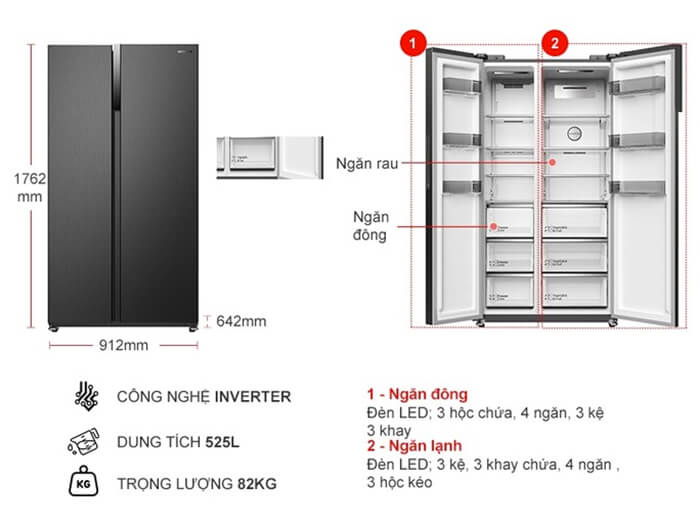 1
2
1762
mm
Ngăn rau
Ngăn
đông
642mm
912mm
CÔNG NGHỆ INVERTER
DUNG TÍCH 525L
KG
TRỌNG LƯỢNG 82KG
1 - Ngăn đông
Đèn LED; 3 hộc chứa, 4 ngăn, 3 kệ
3 khay
2 - Ngăn lạnh
Đèn LED; 3 kệ, 3 khay chứa, 4 ngăn ,
3 hộc kéo